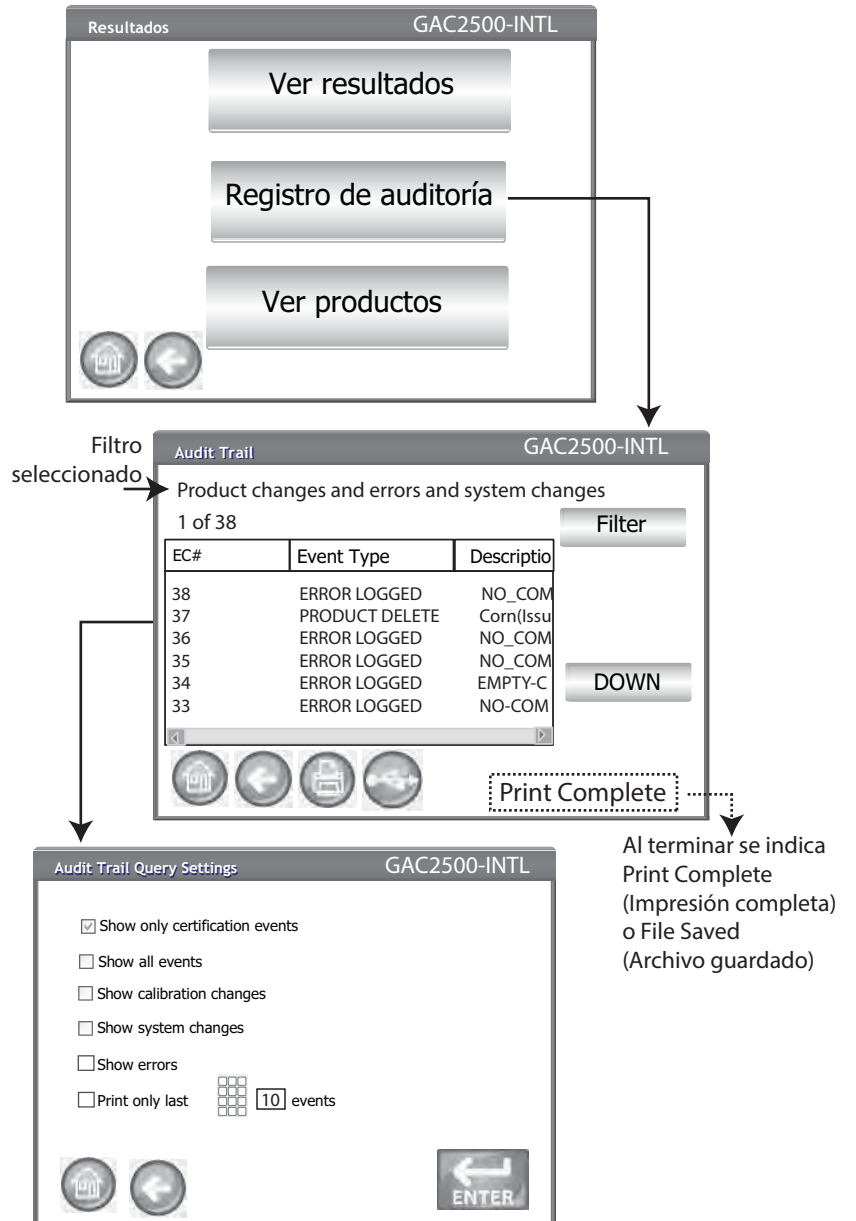 Resultados GAC2500-INTL
Ver resultados
Registro de auditoría
Ver productos
Filtro
seleccionado
Audit Trail GAC2500-INTL
Product changes and errors and system changes
1 of 38
Filter
EC# Event Type Descriptio
38 ERROR LOGGED NO_COM
37 PRODUCT DELETE Corn(Issu
36 ERROR LOGGED NO_COM
35 ERROR LOGGED NO_COM
34 ERROR LOGGED EMPTY-C
33 ERROR LOGGED NO-COM
DOWN
Print Complete
Al terminar se indica
Print Complete
(Impresión completa)
o File Saved
(Archivo guardado)
Audit Trail Query Settings GAC2500-INTL
Show only certification events
Show all events
Show calibration changes
Show system changes
Show errors
Print only last 10 events
ENTER